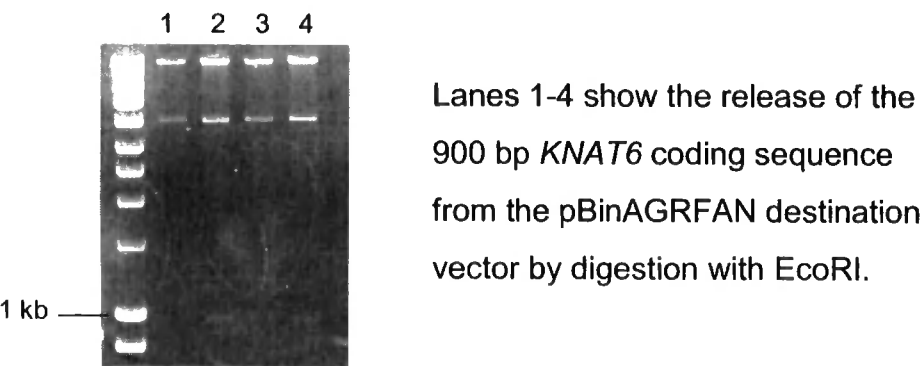 1 2 3 4
Lanes 1-4 show the release of the
900 bp KNAT6 coding sequence
from the pBinAGRFAN destination
vector by digestion with EcoRI.
1 kb